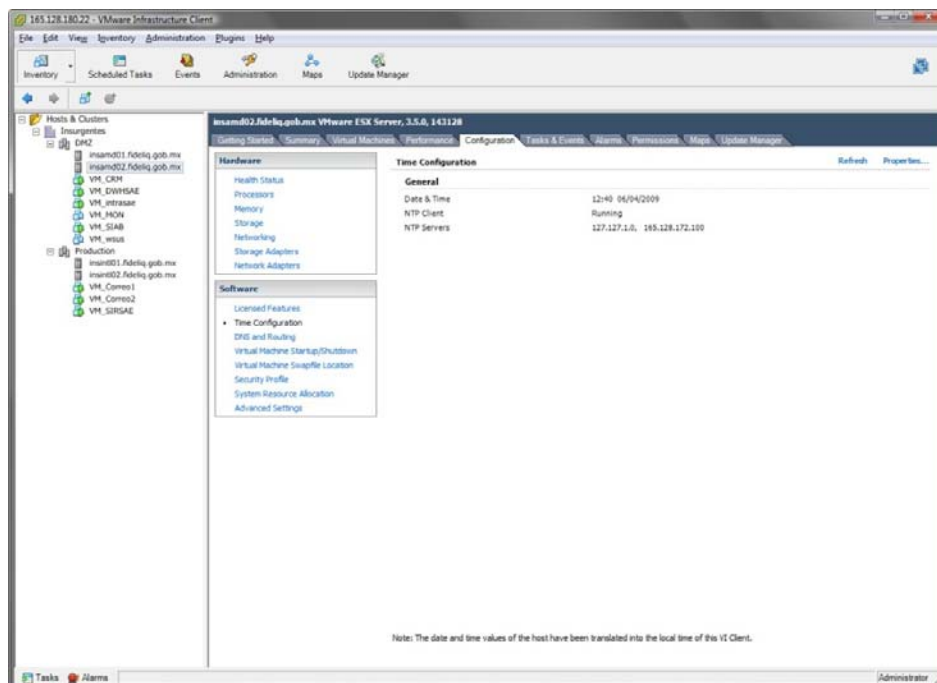 165.128.180.22 - VMware Infrastructure Client
File Edit View Inventory Administration Plugins Help
Inventory Scheduled Tasks Events Administration Maps Update Manager
Hosts & Clusters
Insurgentes
DMZ
insamd01.fideliq.gob.mx
insamd02.fideliq.gob.mx
VM_CRM
VM_DWHSAE
VM_intrasae
VM_MON
VM_SIAB
VM_wsus
Production
insintl01.fideliq.gob.mx
insintl02.fideliq.gob.mx
VM_Correo1
VM_Correo2
VM_SIRSAE
insamd02.fideliq.gob.mx VMware ESX Server, 3.5.0, 143128
Getting Started Summary Virtual Machines Performance Configuration Tasks & Events Alarms Permissions Maps Update Manager
Hardware
Health Status
Processors
Memory
Storage
Networking
Storage Adapters
Network Adapters
Software
Licensed Features
Time Configuration
DNS and Routing
Virtual Machine Startup/Shutdown
Virtual Machine Swapfile Location
Security Profile
System Resource Allocation
Advanced Settings
Time Configuration Refresh Properties...
General
Date & Time 12:40 06/04/2009
NTP Client Running
NTP Servers 127.127.1.0, 165.128.172.100
Note: The date and time values of the host have been translated into the local time of this VI Client.
Tasks Alarms Administrator